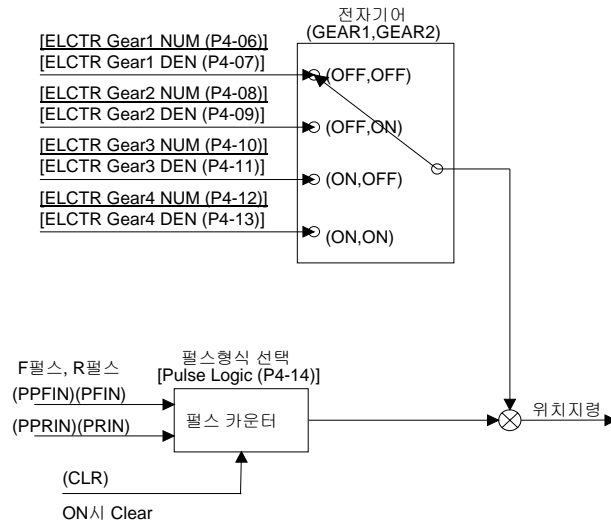 전자기어
(GEAR1,GEAR2)
[ELCTR Gear1 NUM (P4-06)]
[ELCTR Gear1 DEN (P4-07)]
(OFF,OFF)
[ELCTR Gear2 NUM (P4-08)]
[ELCTR Gear2 DEN (P4-09)]
(OFF,ON)
[ELCTR Gear3 NUM (P4-10)]
[ELCTR Gear3 DEN (P4-11)]
(ON,OFF)
[ELCTR Gear4 NUM (P4-12)]
[ELCTR Gear4 DEN (P4-13)]
(ON,ON)
펄스형식 선택
[Pulse Logic (P4-14)]
F펄스, R펄스
(PPFIN)(PFIN)
(PPRIN)(PRIN)
펄스 카운터
위치지령
(CLR)
ON시 Clear